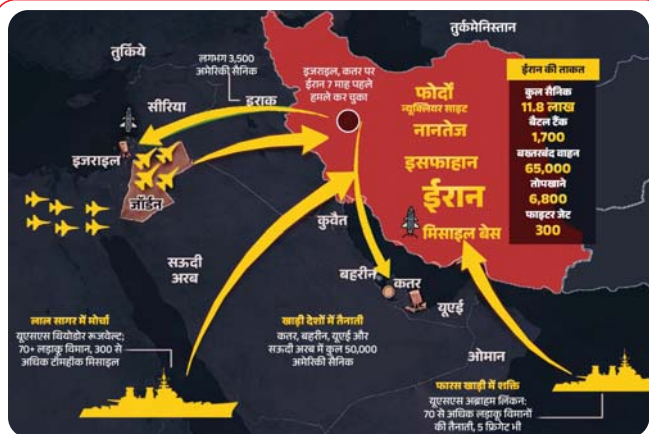 तुर्कमेनिस्तान
तुर्किये
लगभग 3,500
अमेरिकी सैनिक
सीरिया
इराक
इजराइल
जॉर्डन
इजराइल, कतर पर
ईरान 7 माह पहले
हमले कर चुका
फोर्दो
न्यूक्लियर साइट
नानतेज
इसफाहान
ईरान
मिसाइल बेस
ईरान की ताकत
कुल सैनिक
11.8 लाख
बैटल टैंक
1,700
बख्तरबंद वाहन
65,000
तोपखाने
6,800
फाइटर जेट
300
कुवैत
सऊदी
अरब
बहरीन
कतर
यूएई
ओमान
लाल सागर में मोर्चा
यूएसएस थियोडोर रूजवेल्ट;
70+ लड़ाकू विमान, 300 से
अधिक टॉमहॉक मिसाइल
खाड़ी देशों में तैनाती
कतर, बहरीन, यूएई और
सऊदी अरब में कुल 50,000
अमेरिकी सैनिक
फारस खाड़ी में शक्ति
यूएसएस अब्राहम लिंकन:
70 से अधिक लड़ाकू विमानों
की तैनाती, 5 फ्रिगेट भी